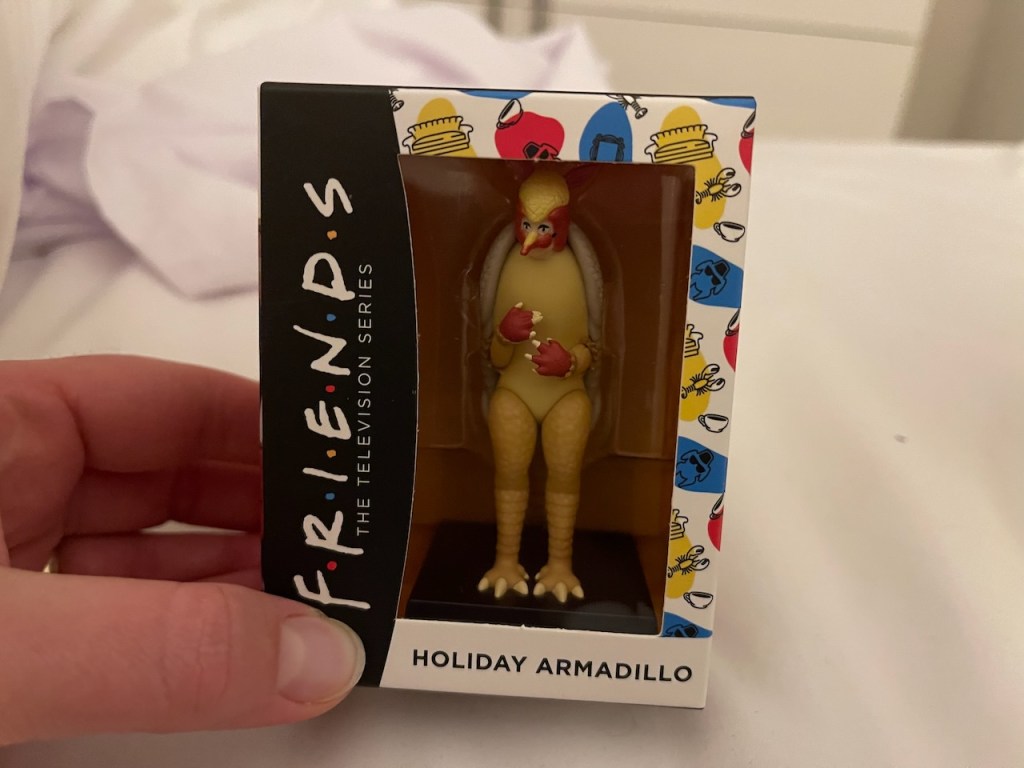 F.R.I.E.N.D.S
THE TELEVISION SERIES
HOLIDAY ARMADILLO